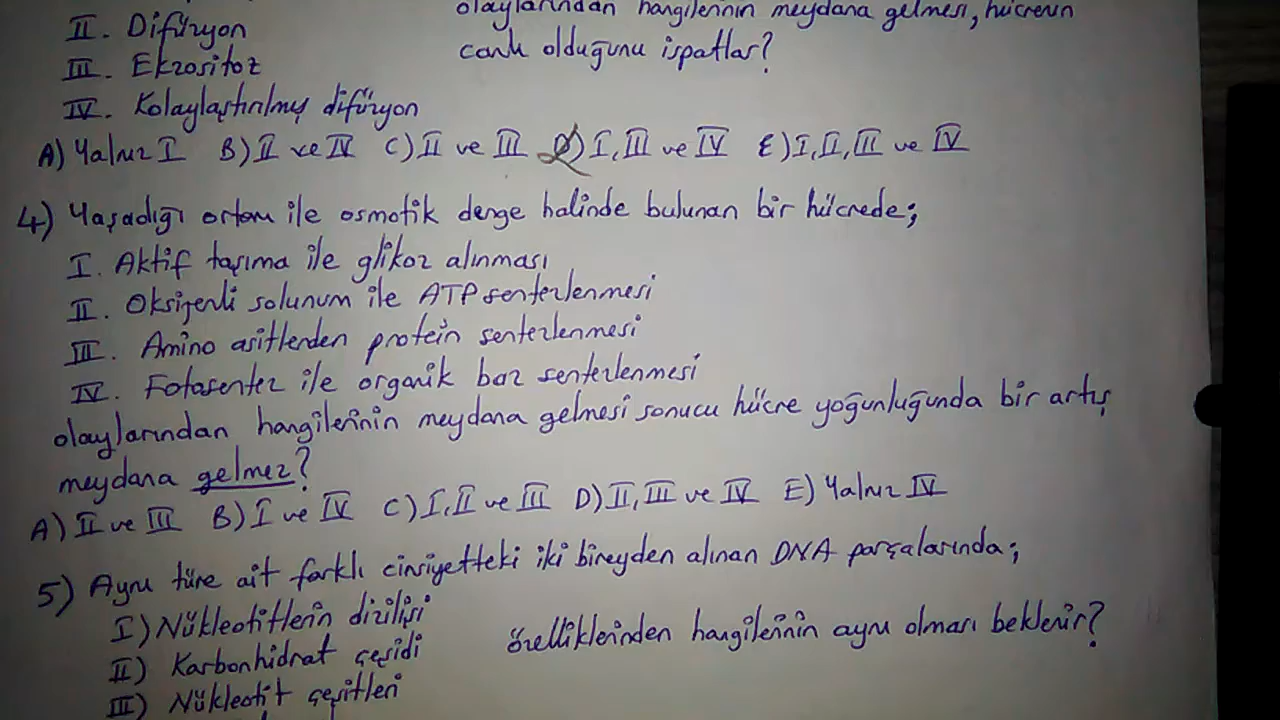 II. Difüzyon
olaylarından hangilerinin meydana gelmesi, hücrenin
III. Ekzositoz
canlı olduğunu ispatlar?
IV. Kolaylaştırılmış difüzyon
A) Yalnız I B) II ve IV C) II ve III D) I, III ve IV E) I, II, III ve IV
4) Yaşadığı ortam ile osmotik denge halinde bulunan bir hücrede;
I. Aktif taşıma ile glikoz alınması
II. Oksijenli solunum ile ATP sentezlenmesi
III. Amino asitlerden protein sentezlenmesi
IV. Fotosentez ile organik baz sentezlenmesi
olaylarından hangilerinin meydana gelmesi sonucu hücre yoğunluğunda bir artış
meydana gelmez?
A) II ve III B) I ve IV C) I, II ve III D) II, III ve IV E) Yalnız IV
5) Aynı türe ait farklı cinsiyetteki iki bireyden alınan DNA parçalarında;
I) Nükleotitlerin dizilişi
II) Karbonhidrat çeşidi
özelliklerinden hangilerinin aynı olması beklenir?
III) Nükleotit çeşitleri